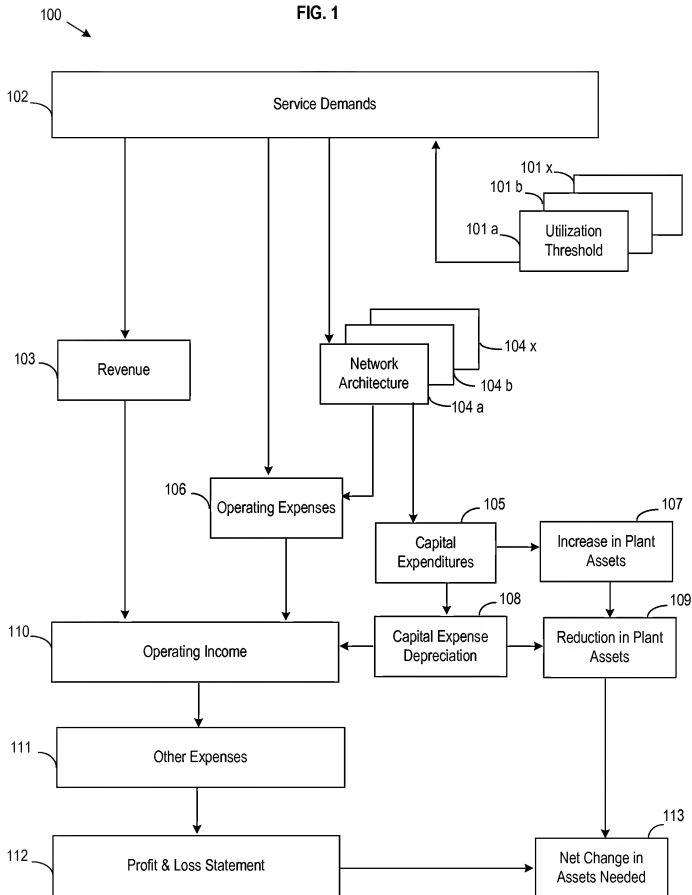 FIG. 1
100
102
Service Demands
101 x
101 b
101 a
Utilization
Threshold
103
Revenue
104 x
Network
Architecture
104 b
104 a
106
Operating Expenses
105
107
Capital
Expenditures
Increase in Plant
Assets
108
109
110
Operating Income
Capital Expense
Depreciation
Reduction in Plant
Assets
111
Other Expenses
113
112
Profit & Loss Statement
Net Change in
Assets Needed